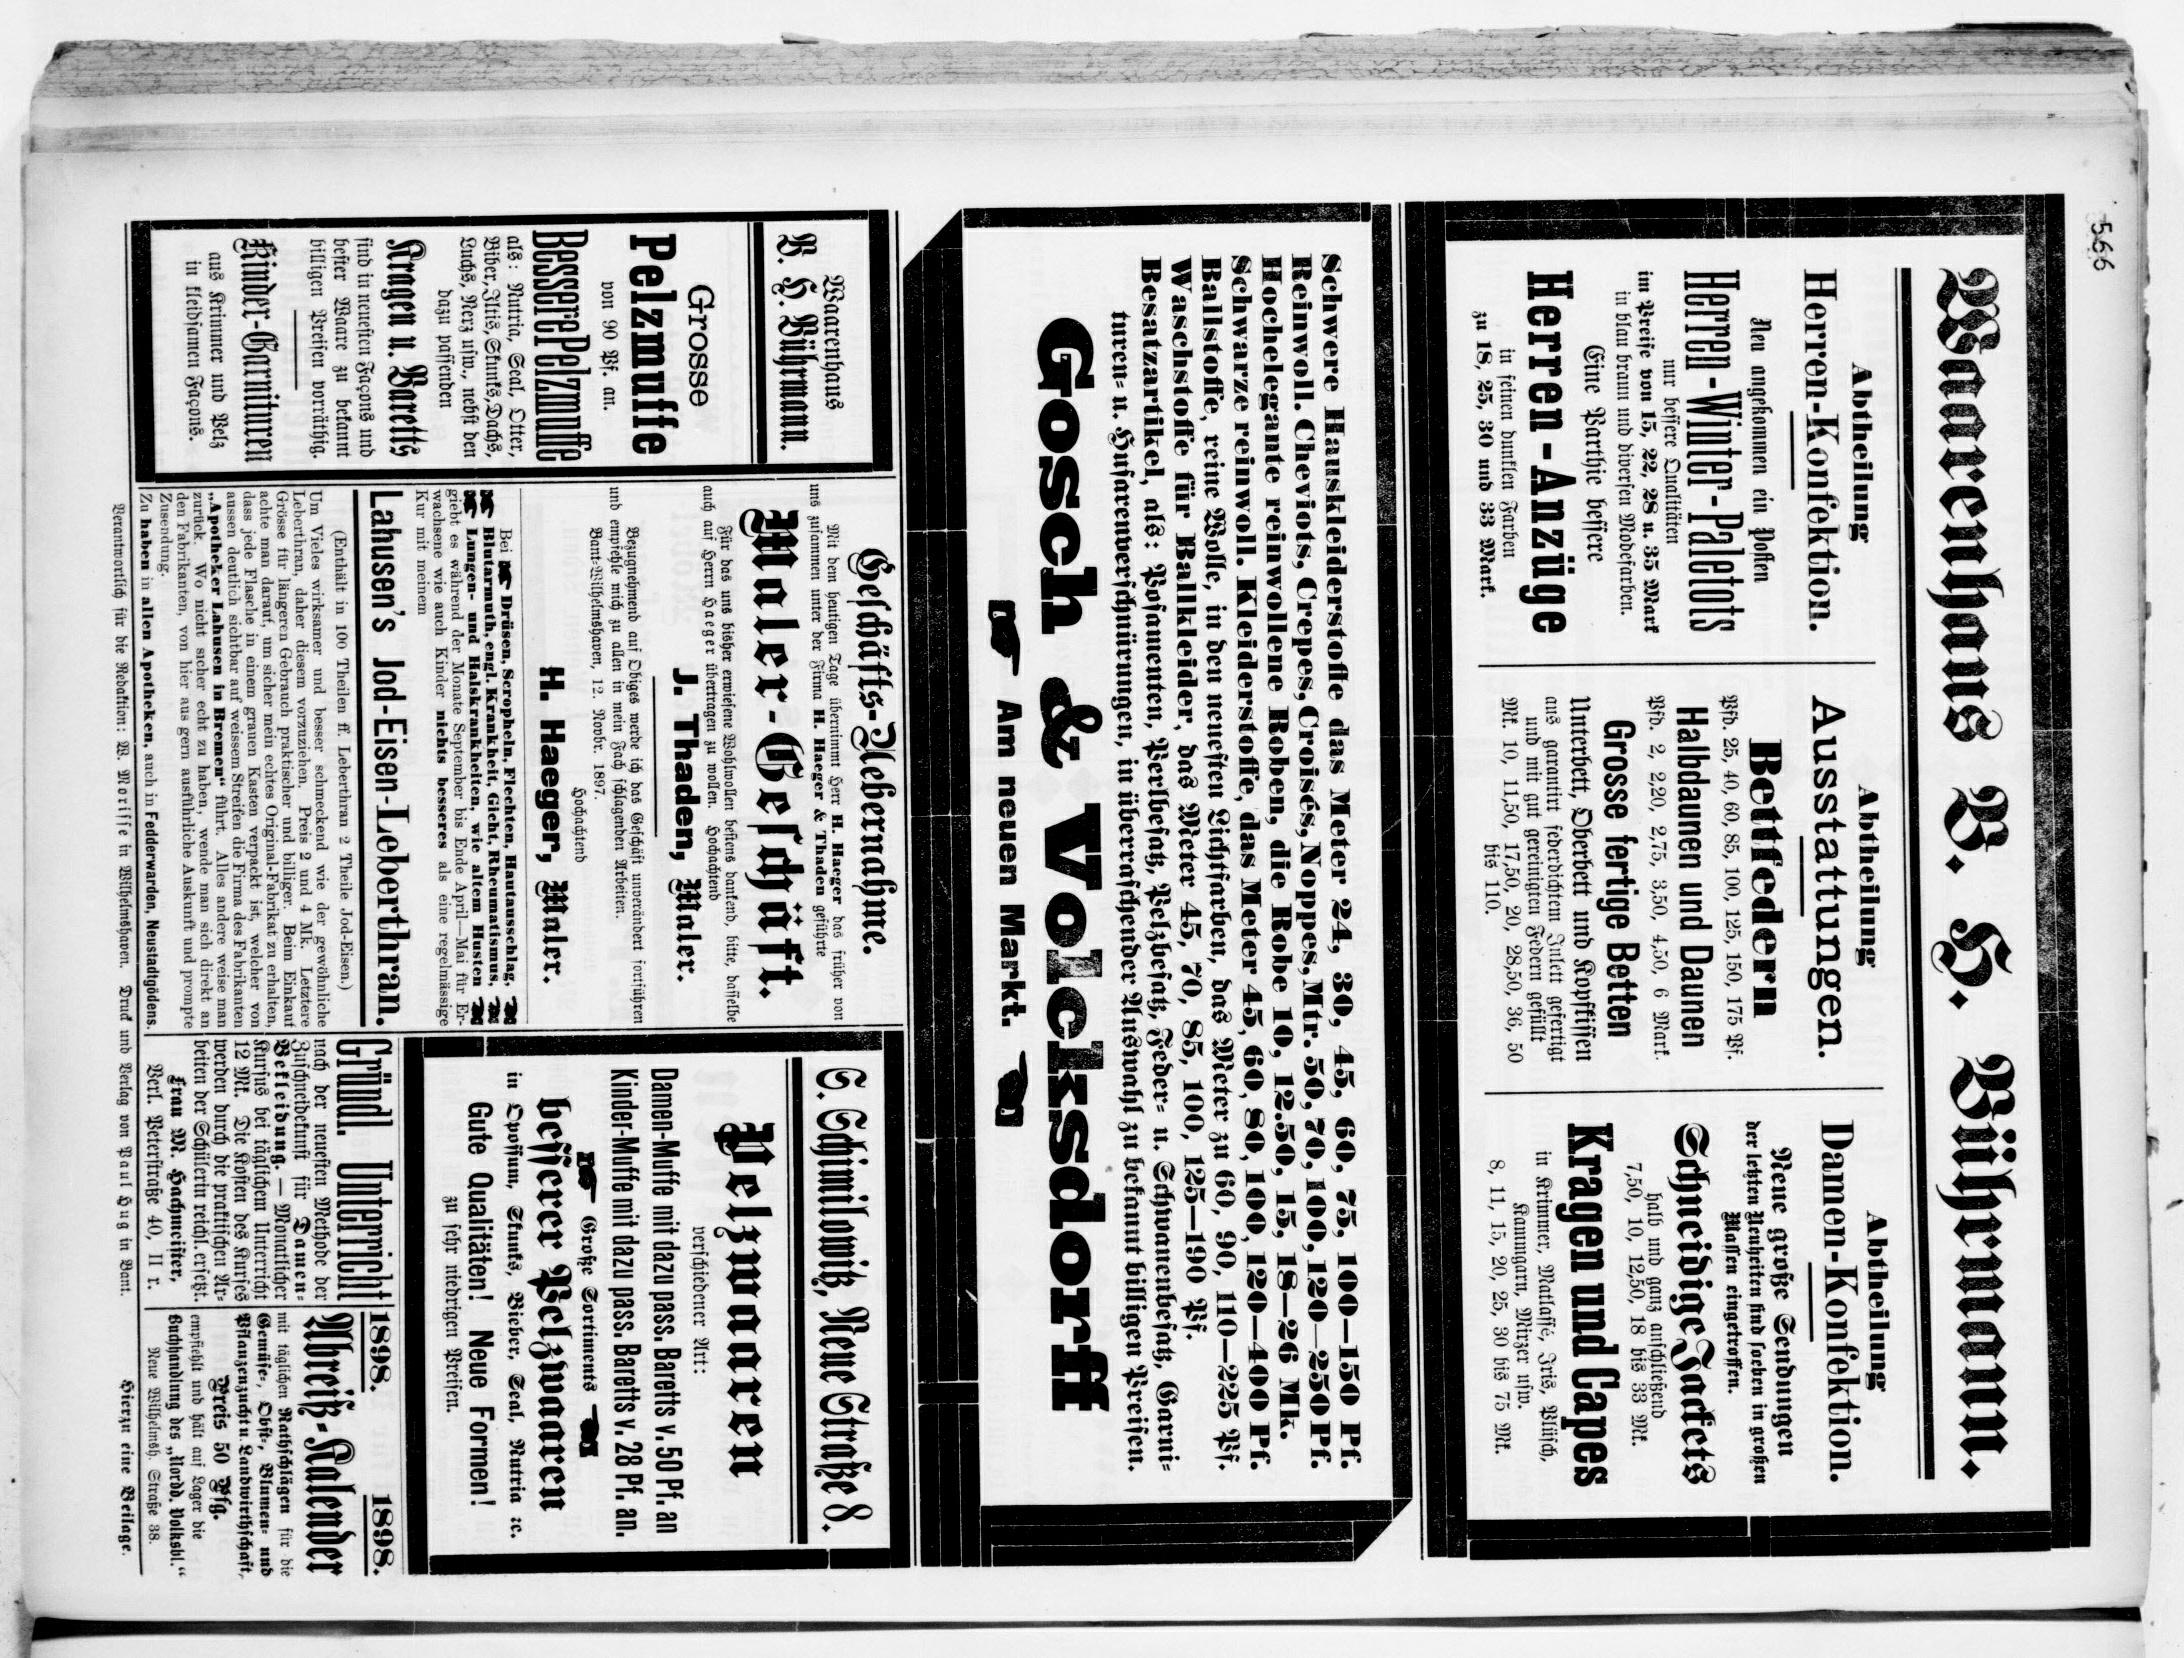 566
Waarenhaus B. H. Bührmann.
Abtheilung
Herren-Konfektion.
Neu angekommen ein Posten
Herren-Winter-Paletots
nur bessere Qualitäten
im Preise von 15, 22, 28 u. 35 Mark
in blau braun und diversen Modefarben.
Eine Parthie bessere
Herren-Anzüge
in feinen dunklen Farben
zu 18, 25, 30 und 33 Mark.
Abtheilung
Ausstattungen.
Bettfedern
Pfd. 25, 40, 60, 85, 100, 125, 150, 175 Pf.
Halbdaunen und Daunen
Pfd. 2, 2,20, 2,75, 3,50, 4,50, 6 Mark.
Grosse fertige Betten
Unterbett, Oberbett und Kopfkissen
aus garantirt federdichtem Inlett gefertigt
und mit gut gereinigten Federn gefüllt
Mk. 10, 11,50, 17,50, 20, 28,50, 36, 50
bis 110.
Abtheilung
Damen-Konfektion.
Neue große Sendungen
der letzten Neuheiten sind soeben in großen
Massen eingetroffen.
Schneidige Jackets
halb und ganz anschließend
7,50, 10, 12,50, 18 bis 33 Mk.
Kragen und Capes
in Krimmer, Matlassé, Iris, Plüsch,
Kammgarn, Mirzer usw.
8, 11, 15, 20, 25, 30 bis 75 Mk.
Schwere Hauskleiderstoffe das Meter 24, 30, 45, 60, 75, 100—150 Pf.
Reinwoll. Cheviots, Crepes, Croisés, Noppes, Mtr. 50, 70, 100, 120—250 Pf.
Hochelegante reinwollene Roben, die Robe 10, 12.50, 15, 18—26 Mk.
Schwarze reinwoll. Kleiderstoffe, das Meter 45, 60, 80, 100, 120—400 Pf.
Ballstoffe, reine Wolle, in den neuesten Lichtfarben, das Meter zu 60, 90, 110—225 Pf.
Waschstoffe für Ballkleider, das Meter 45, 70, 85, 100, 125—190 Pf.
Besatzartikel, als: Posamenten, Perlbesatz, Pelzbesatz, Feder- u. Schwanenbesatz, Garni-
turen- u. Husarenverschnürungen, in überraschender Auswahl zu bekannt billigen Preisen.
Gosch & Volcksdorff
Am neuen Markt.
Waarenhaus
B. H. Bührmann.
Grosse
Pelzmuffe
von 90 Pf. an.
Bessere Pelzmuffe
als: Nutria, Seal, Otter,
Biber, Iltis, Skunks, Dachs,
Luchs, Nerz usw., nebst den
dazu passenden
Kragen u. Baretts
sind in neuesten Façons und
bester Waare zu bekannt
billigen Preisen vorräthig.
Kinder-Garnituren
aus Krimmer und Pelz
in kleidsamen Façons.
Geschäfts-Uebernahme.
Mit dem heutigen Tage übernimmt Herr H. Haeger das früher von
uns zusammen unter der Firma H. Haeger & Thaden geführte
Maler-Geschäft.
Für das uns bisher erwiesene Wohlwollen bestens dankend, bitte, dasselbe
auch auf Herrn Haeger übertragen zu wollen. Hochachtend
J. Thaden, Maler.
Bezugnehmend auf Obiges werde ich das Geschäft unverändert fortführen
und empfehle mich zu allen in mein Fach schlagenden Arbeiten.
Bant-Wilhelmshaven, 12. Novbr. 1897.
Hochachtend
H. Haeger, Maler.
Bei Drüsen, Scropheln, Flechten, Hautausschlag,
Blutarmuth, engl. Krankheit, Gicht, Rheumatismus,
Lungen- und Halskrankheiten, wie altem Husten
giebt es während der Monate September bis Ende April—Mai für Er-
wachsene wie auch Kinder nichts besseres als eine regelmässige
Kur mit meinem
Lahusen's Jod-Eisen-Leberthran.
(Enthält in 100 Theilen ff. Leberthran 2 Theile Jod-Eisen.)
Um Vieles wirksamer und besser schmeckend wie der gewöhnliche
Leberthran, daher diesem vorzuziehen. Preis 2 und 4 Mk. Letztere
Grösse für längeren Gebrauch praktischer und billiger. Beim Einkauf
achte man darauf, um sicher mein echtes Original-Fabrikat zu erhalten,
dass jede Flasche in einem grauen Kasten verpackt ist, welcher von
aussen deutlich sichtbar auf weissem Streifen die Firma des Fabrikanten
„Apotheker Lahusen in Bremen“ führt. Alles andere weise man
zurück. Wo nicht sicher echt zu haben, wende man sich direkt an
den Fabrikanten, von hier aus gern ausführliche Auskunft und prompte
Zusendung.
Zu haben in allen Apotheken, auch in Fedderwarden, Neustadtgödens.
S. Schimilowitz, Neue Straße 8.
Pelzwaaren
verschiedener Art:
Damen-Muffe mit dazu pass. Baretts v. 50 Pf. an
Kinder-Muffe mit dazu pass. Baretts v. 28 Pf. an.
Große Sortiments
besserer Pelzwaaren
in Opossum, Skunks, Bieber, Seal, Nutria ꝛc.
Gute Qualitäten! Neue Formen!
zu sehr niedrigen Preisen.
Gründl. Unterricht
nach der neuesten Methode der
Zuschneidekunst für Damen-
Bekleidung. — Monatlicher
Kursus bei täglichen Unterricht
12 Mk. Die Kosten des Kurses
werden durch die praktischen Ar-
beiten der Schülerin reichl. ersetzt.
Frau M. Hachmeister,
Verl. Peterstraße 40, II r.
1898. 1898.
Abreiß-Kalender
mit täglichen Rathschlägen für die
Gemüse-, Obst-, Blumen- und
Pflanzenzucht u. Landwirthschaft,
Preis 50 Pfg.
empfiehlt und hält auf Lager die
Buchhandlung des „Nordd. Volksbl.“
Neue Wilhelmsh. Straße 38.
Verantwortlich für die Redaktion: B. Morisse in Wilhelmshaven. Druck und Verlag von Paul Hug in Bant. Hierzu eine Beilage.